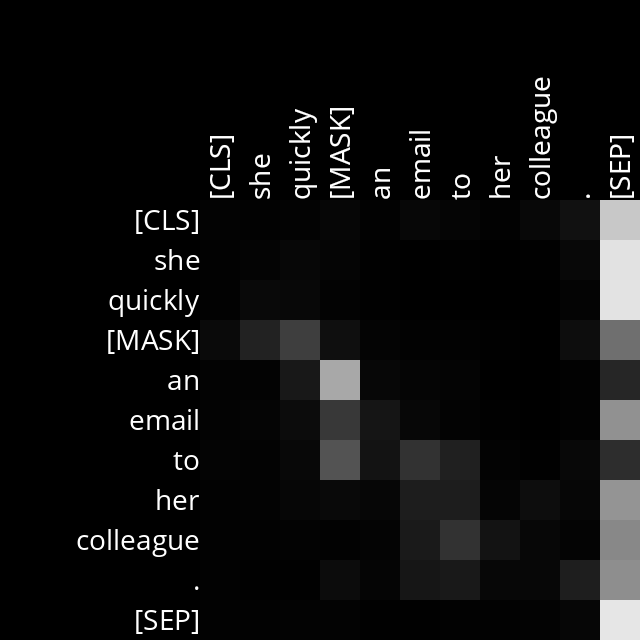 [CLS] she quickly [MASK] an email to her colleague . [SEP]
[CLS]
she
quickly
[MASK]
an
email
to
her
colleague
.
[SEP]